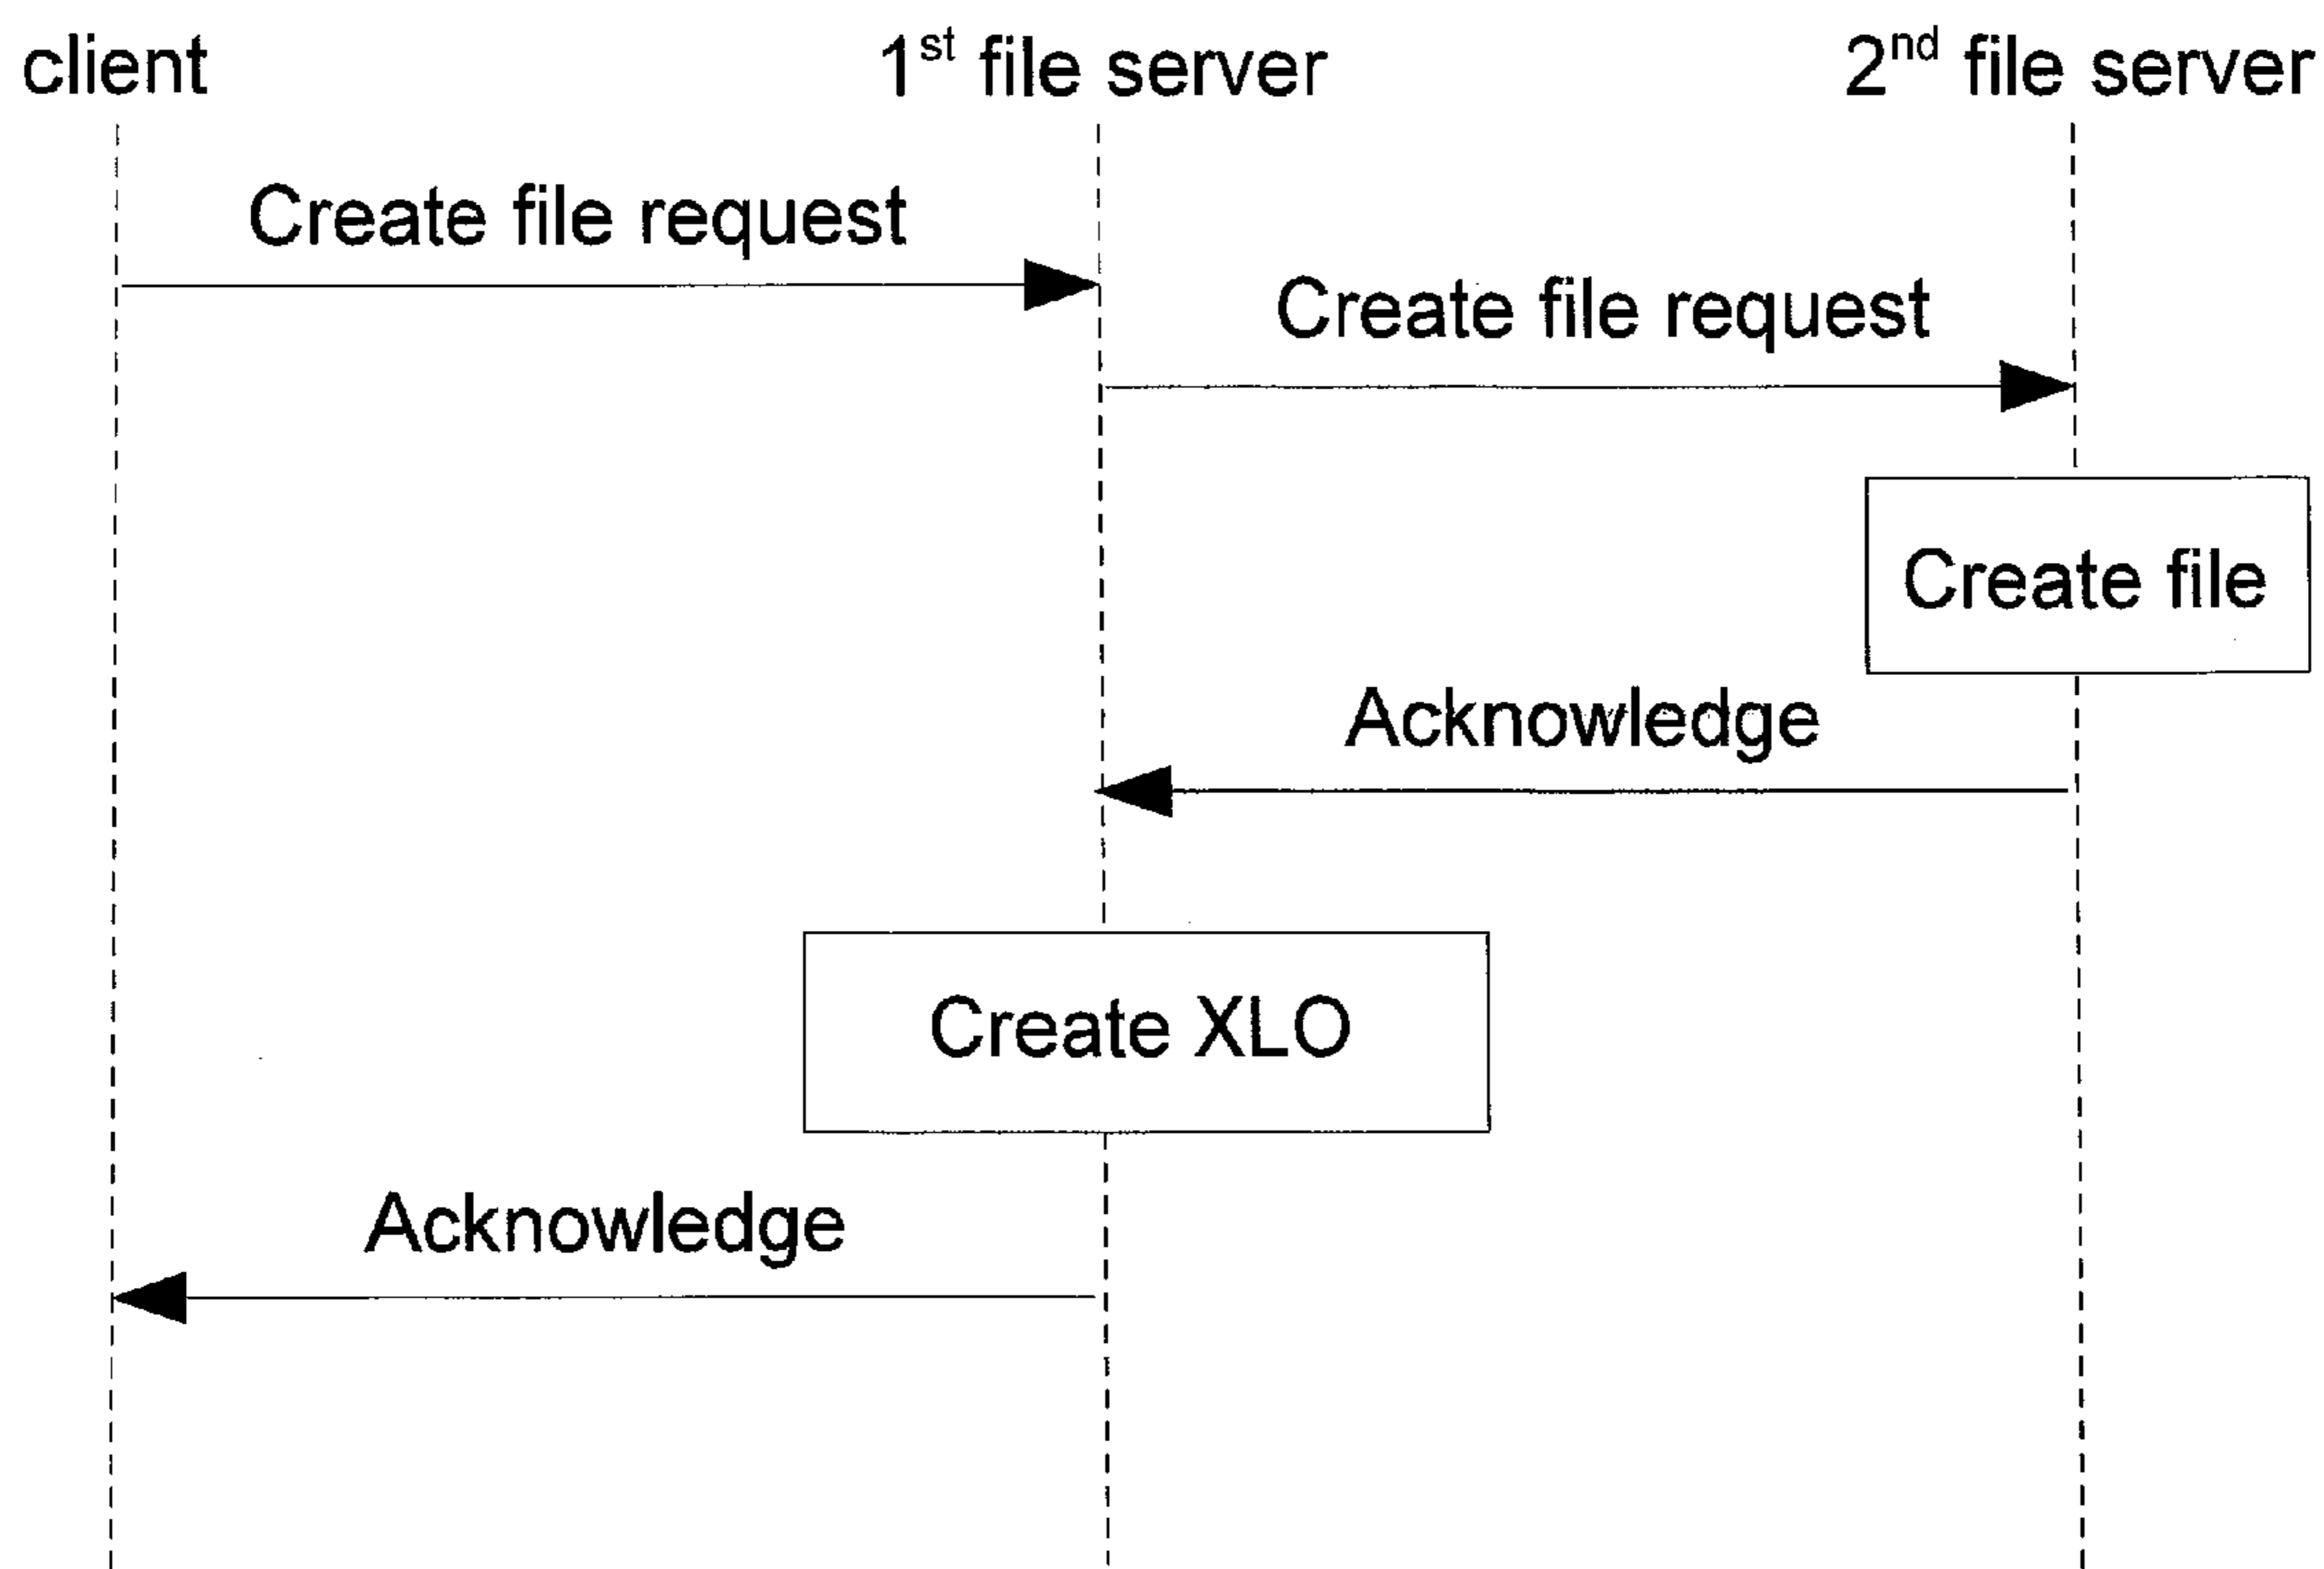 client
1st file server
2nd file server
Create file request
Create file request
Create file
Acknowledge
Create XLO
Acknowledge